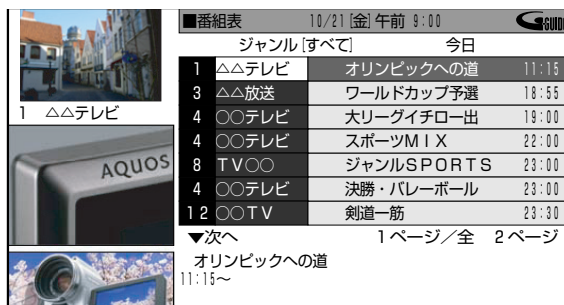 ■番組表 10/21[金]午前 9:00 GGUIDE
ジャンル[すべて] 今日
1 △△テレビ オリンピックへの道 11:15
3 △△放送 ワールドカップ予選 18:55
4 ○○テレビ 大リーグイチロー出 19:00
4 ○○テレビ スポーツMIX 22:00
8 TV○○ ジャンルSPORTS 23:00
4 ○○テレビ 決勝・バレーボール 23:00
12 ○○TV 剣道一筋 23:30
▼次へ 1ページ/全 2ページ
オリンピックへの道
11:15~
1 △△テレビ
AQUOS